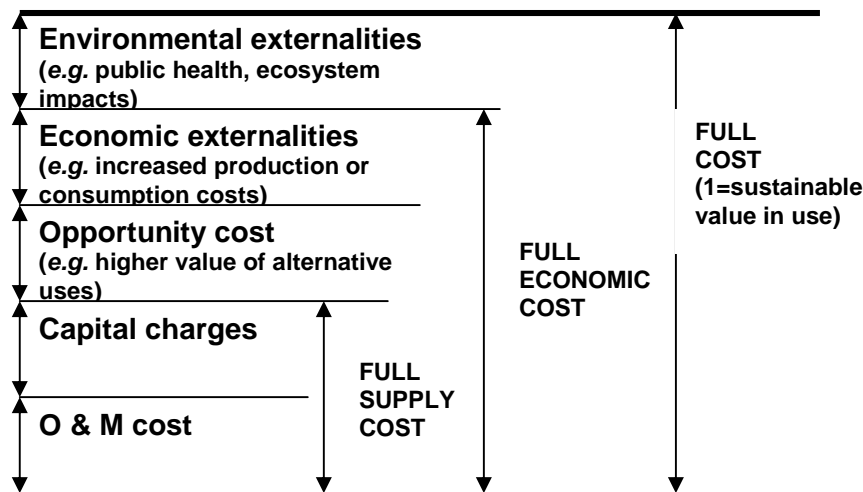 Environmental externalities
(e.g. public health, ecosystem
impacts)
Economic externalities
(e.g. increased production or
consumption costs)
Opportunity cost
(e.g. higher value of alternative
uses)
Capital charges
O & M cost
FULL
SUPPLY
COST
FULL
ECONOMIC
COST
FULL
COST
(1=sustainable
value in use)